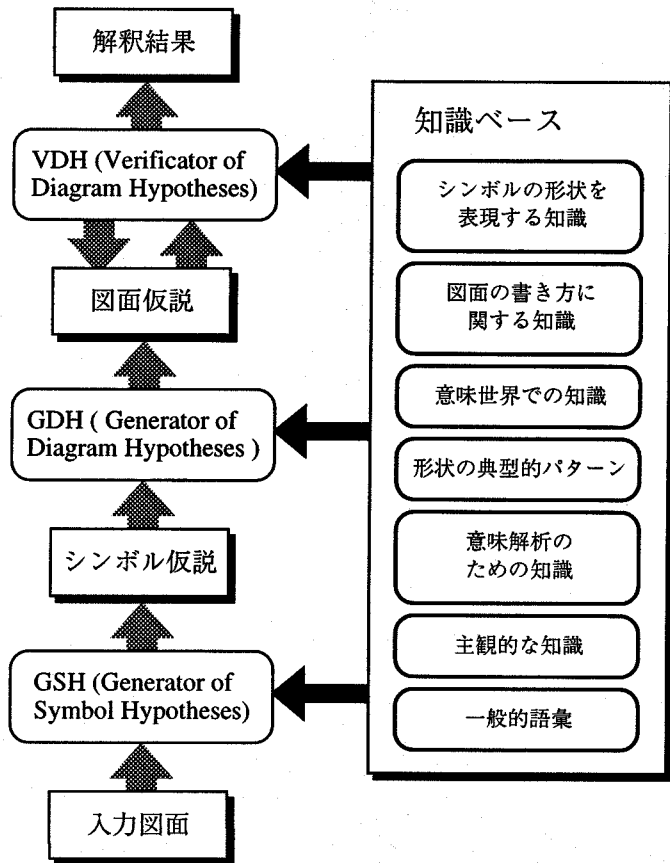 解釈結果
VDH (Verificator of
Diagram Hypotheses)
図面仮説
GDH ( Generator of
Diagram Hypotheses )
シンボル仮説
GSH (Generator of
Symbol Hypotheses)
入力図面
知識ベース
シンボルの形状を
表現する知識
図面の書き方に
関する知識
意味世界での知識
形状の典型的パターン
意味解析の
ための知識
主観的な知識
一般的語彙